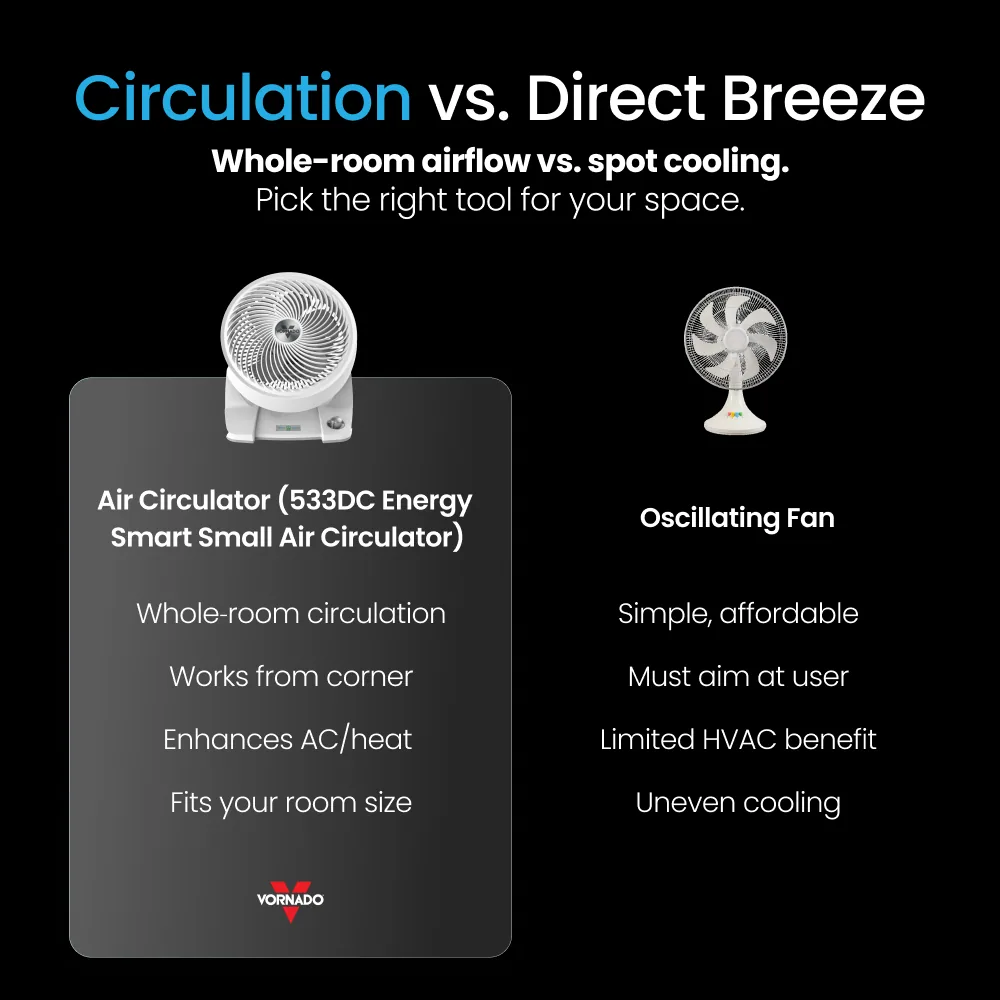 Circulation vs. Direct Breeze
Whole-room airflow vs. spot cooling.
Pick the right tool for your space.
Air Circulator (533DC Energy
Smart Small Air Circulator)
Whole-room circulation
Works from corner
Enhances AC/heat
Fits your room size
VORNADO
Oscillating Fan
Simple, affordable
Must aim at user
Limited HVAC benefit
Uneven cooling